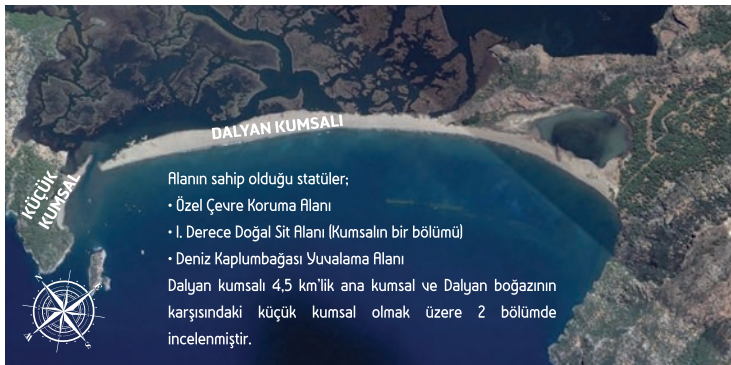 DALYAN KUMSALI
KÜÇÜK
KUMSAL
Alanın sahip olduğu statüler;
• Özel Çevre Koruma Alanı
• I. Derece Doğal Sit Alanı (Kumsalın bir bölümü)
• Deniz Kaplumbağası Yuvalama Alanı
Dalyan kumsalı 4,5 km'lik ana kumsal ve Dalyan boğazının
karşısındaki küçük kumsal olmak üzere 2 bölümde
incelenmiştir.